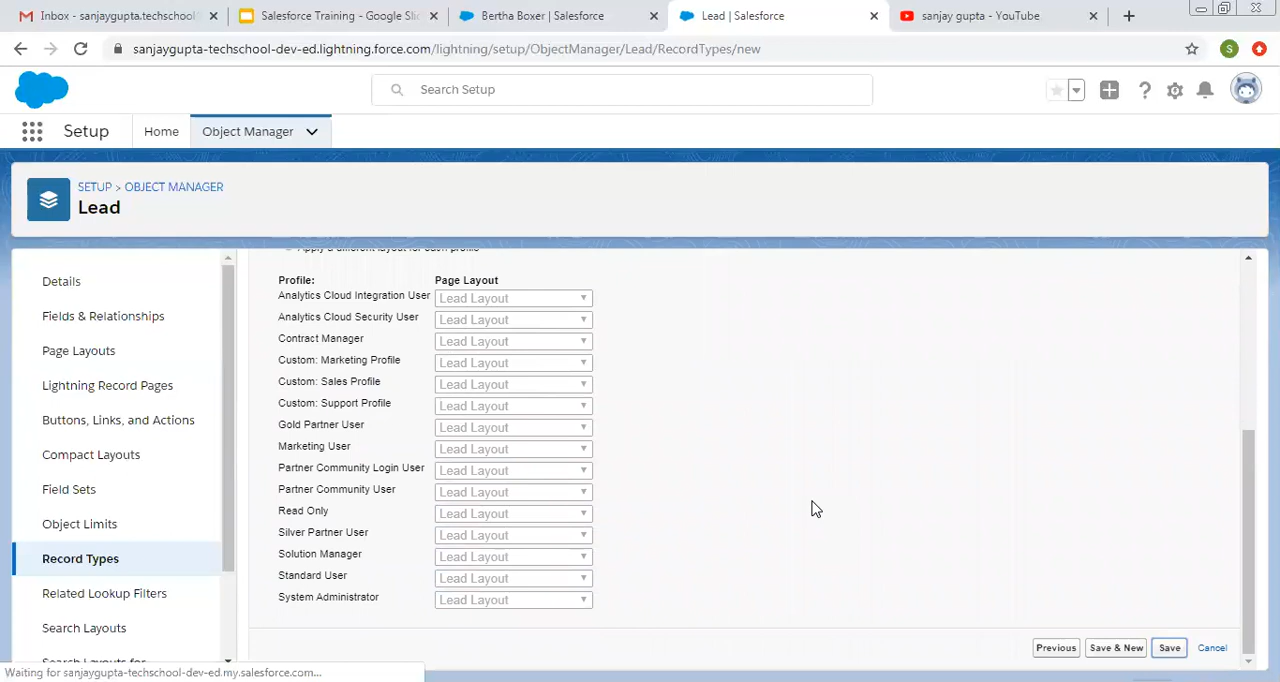 Inbox - sanjaygupta.techschool
Salesforce Training - Google Slid
Bertha Boxer | Salesforce
Lead | Salesforce
sanjay gupta - YouTube
sanjaygupta-techschool-dev-ed.lightning.force.com/lightning/setup/ObjectManager/Lead/RecordTypes/new
S
Search Setup
Setup
Home
Object Manager
SETUP > OBJECT MANAGER
Lead
Details
Fields & Relationships
Page Layouts
Lightning Record Pages
Buttons, Links, and Actions
Compact Layouts
Field Sets
Object Limits
Record Types
Related Lookup Filters
Search Layouts
Search Layouts for
Apply a different layout for each profile
Profile: Page Layout
Analytics Cloud Integration User Lead Layout
Analytics Cloud Security User Lead Layout
Contract Manager Lead Layout
Custom: Marketing Profile Lead Layout
Custom: Sales Profile Lead Layout
Custom: Support Profile Lead Layout
Gold Partner User Lead Layout
Marketing User Lead Layout
Partner Community Login User Lead Layout
Partner Community User Lead Layout
Read Only Lead Layout
Silver Partner User Lead Layout
Solution Manager Lead Layout
Standard User Lead Layout
System Administrator Lead Layout
Previous Save & New Save Cancel
Waiting for sanjaygupta-techschool-dev-ed.my.salesforce.com...